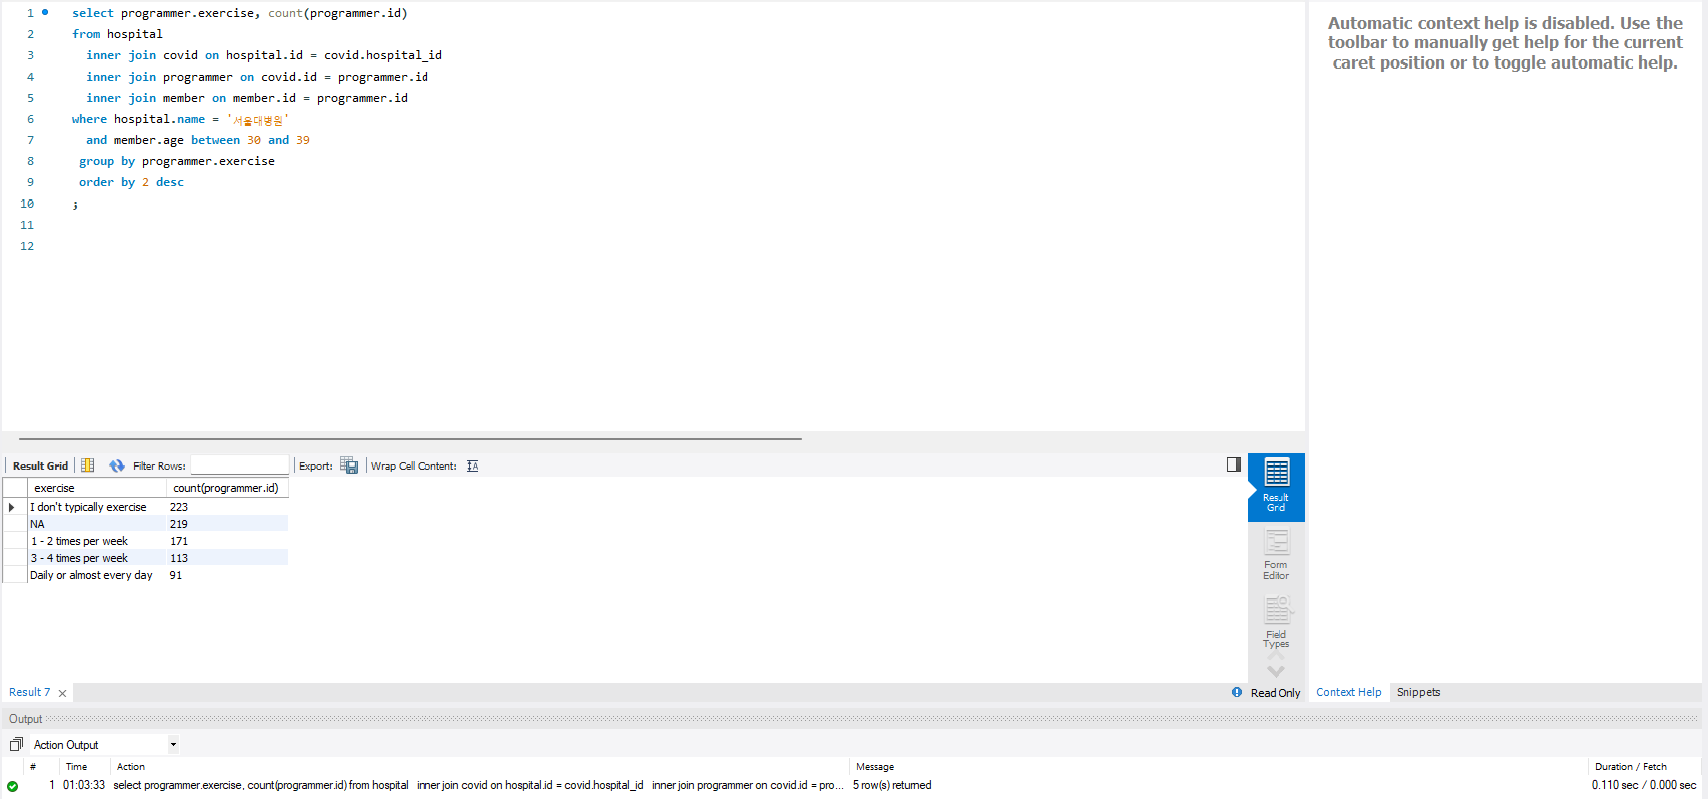 1 select programmer.exercise, count(programmer.id)
2 from hospital
3 inner join covid on hospital.id = covid.hospital_id
4 inner join programmer on covid.id = programmer.id
5 inner join member on member.id = programmer.id
6 where hospital.name = '서울대병원'
7 and member.age between 30 and 39
8 group by programmer.exercise
9 order by 2 desc
10 ;
11
12
Automatic context help is disabled. Use the
toolbar to manually get help for the current
caret position or to toggle automatic help.
Result Grid Filter Rows: Export: Wrap Cell Content:
exercise count(programmer.id)
I don't typically exercise 223
NA 219
1 - 2 times per week 171
3 - 4 times per week 113
Daily or almost every day 91
Result
Grid
Form
Editor
Field
Types
Result 7
Read Only
Context Help Snippets
Output
Action Output
# Time Action Message Duration / Fetch
1 01:03:33 select programmer.exercise, count(programmer.id) from hospital inner join covid on hospital.id = covid.hospital_id inner join programmer on covid.id = pro... 5 row(s) returned 0.110 sec / 0.000 sec